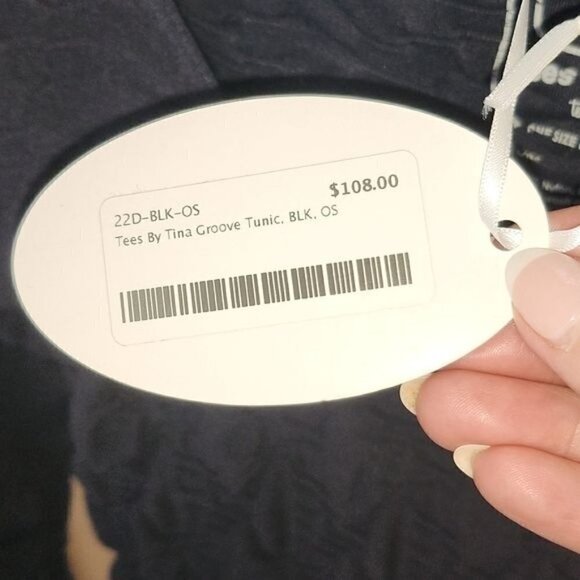 22D-BLK-OS
$108.00
Tees By Tina Groove Tunic, BLK, OS